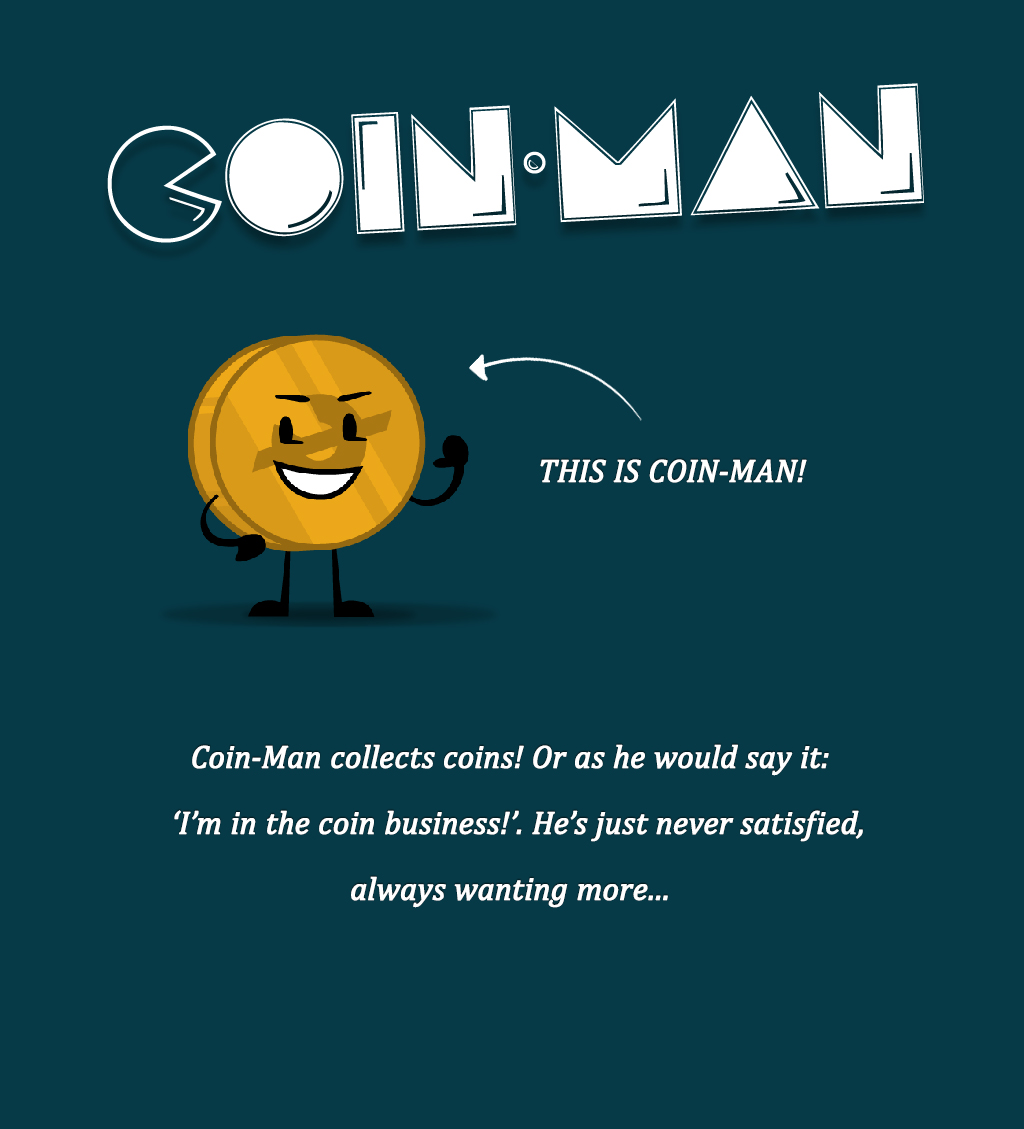 COIN·MAN
THIS IS COIN-MAN!
Coin-Man collects coins! Or as he would say it:
‘I’m in the coin business!’. He’s just never satisfied,
always wanting more...